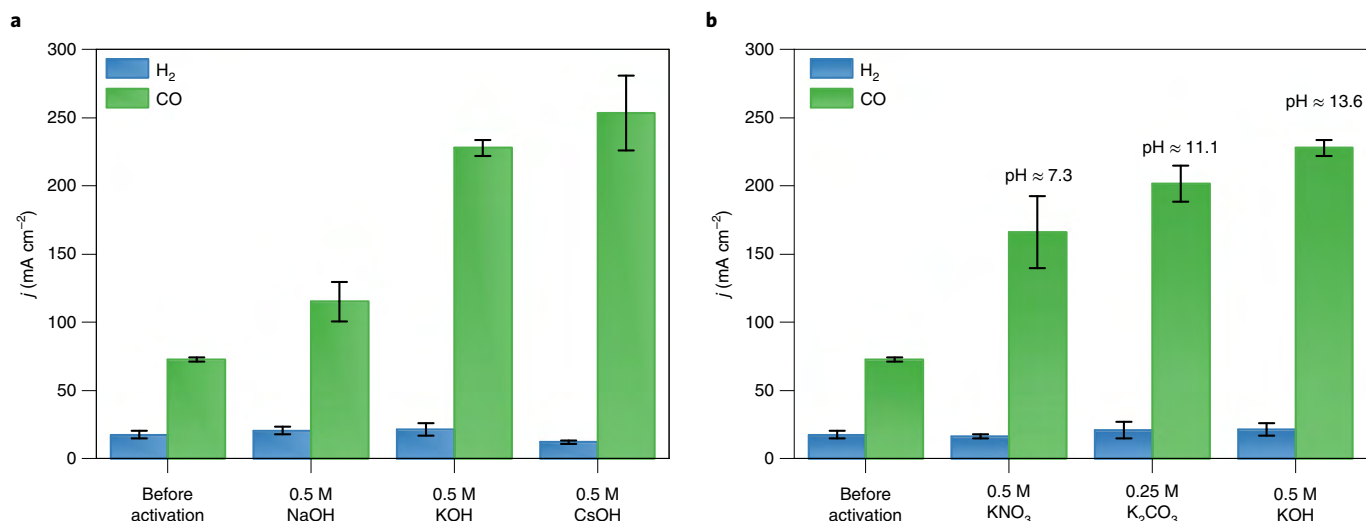 a
300
250
200
150
100
50
0
j (mA cm⁻²)
H₂
CO
Before
activation
0.5 M
NaOH
0.5 M
KOH
0.5 M
CsOH
b
300
250
200
150
100
50
0
j (mA cm⁻²)
H₂
CO
pH ≈ 7.3
pH ≈ 11.1
pH ≈ 13.6
Before
activation
0.5 M
KNO₃
0.25 M
K₂CO₃
0.5 M
KOH